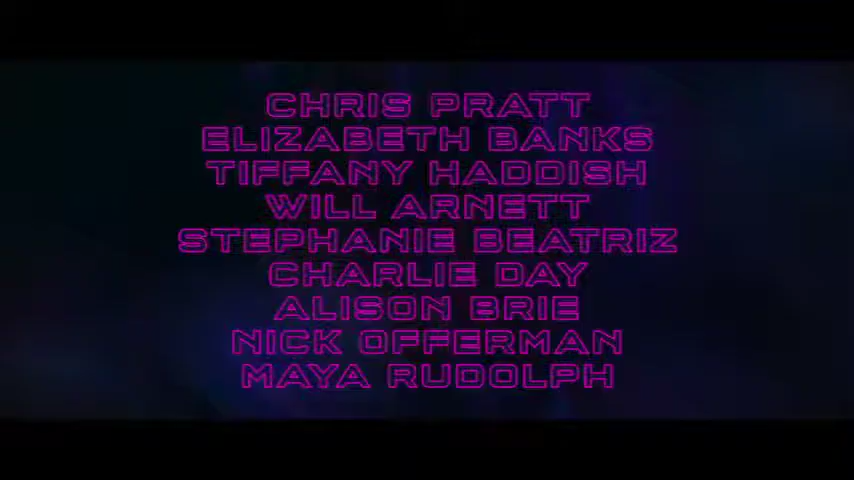 CHRIS PRATT
ELIZABETH BANKS
TIFFANY HADDISH
WILL ARNETT
STEPHANIE BEATRIZ
CHARLIE DAY
ALISON BRIE
NICK OFFERMAN
MAYA RUDOLPH